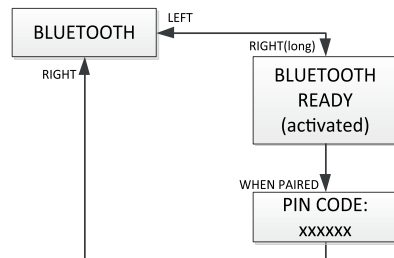 LEFT
BLUETOOTH
RIGHT(long)
RIGHT
BLUETOOTH
READY
(activated)
WHEN PAIRED
PIN CODE:
xxxxxx